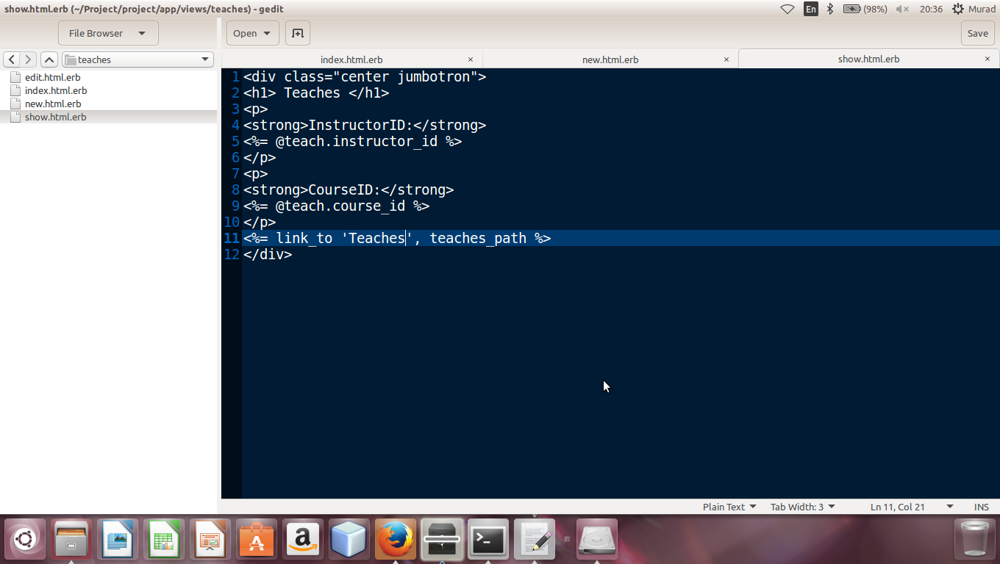 show.html.erb (~/Project/project/app/views/teaches) - gedit
En
(98%)
20:36
Murad
File Browser
Open
Save
teaches
index.html.erb
new.html.erb
show.html.erb
edit.html.erb
index.html.erb
new.html.erb
show.html.erb
1 <div class="center jumbotron">
2 <h1> Teaches </h1>
3 <p>
4 <strong>InstructorID:</strong>
5 <%= @teach.instructor_id %>
6 </p>
7 <p>
8 <strong>CourseID:</strong>
9 <%= @teach.course_id %>
10 </p>
11 <%= link_to 'Teaches', teaches_path %>
12 </div>
Plain Text
Tab Width: 3
Ln 11, Col 21
INS